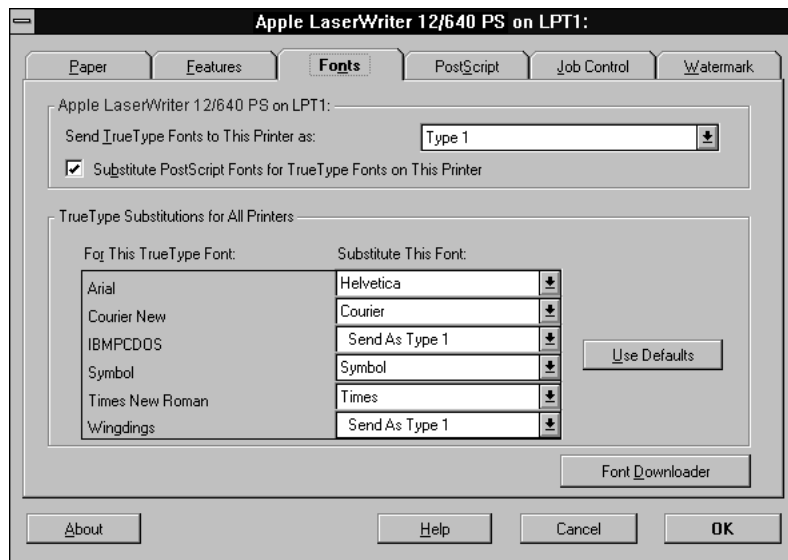 Apple LaserWriter 12/640 PS on LPT1:
Paper Features Fonts PostScript Job Control Watermark
Apple LaserWriter 12/640 PS on LPT1:
Send TrueType Fonts to This Printer as: Type 1
Substitute PostScript Fonts for TrueType Fonts on This Printer
TrueType Substitutions for All Printers
For This TrueType Font: Substitute This Font:
Arial Helvetica
Courier New Courier
IBMPCDOS Send As Type 1
Use Defaults
Symbol Symbol
Times New Roman Times
Wingdings Send As Type 1
Font Downloader
About Help Cancel OK